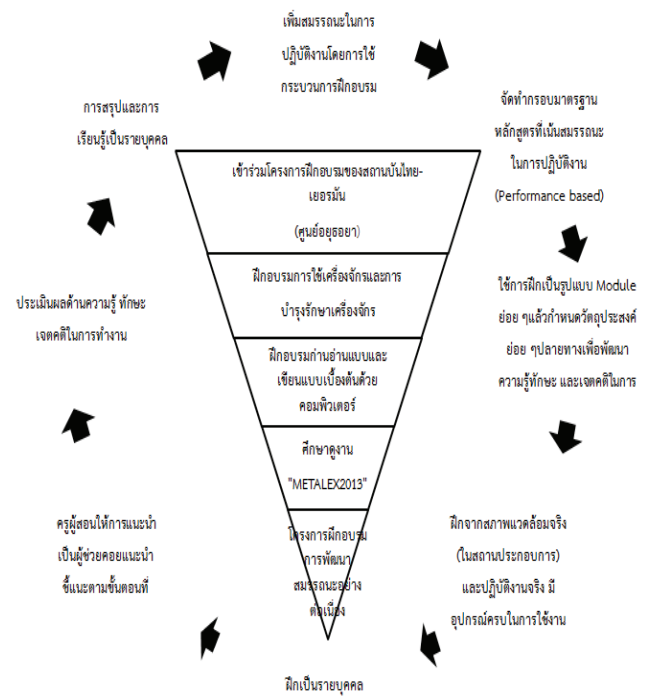 เพิ่มสมรรถนะในการ
ปฏิบัติงานโดยการใช้
กระบวนการฝึกอบรม
จัดทำกรอบมาตรฐาน
หลักสูตรที่เน้นสมรรถนะ
ในการปฏิบัติงาน
(Performance based)
ใช้การฝึกเป็นรูปแบบ Module
ย่อย ๆแล้วกำหนดวัตถุประสงค์
ย่อย ๆปลายทางเพื่อพัฒนา
ความรู้ทักษะ และเจตคติในการ
ฝึกจากสภาพแวดล้อมจริง
(ในสถานประกอบการ)
และปฏิบัติงานจริง มี
อุปกรณ์ครบในการใช้งาน
ฝึกเป็นรายบุคคล
ครูผู้สอนให้การแนะนำ
เป็นผู้ช่วยคอยแนะนำ
ชี้แนะตามขั้นตอนที่
ประเมินผลด้านความรู้ ทักษะ
เจตคติในการทำงาน
การสรุปและการ
เรียนรู้เป็นรายบุคคล
เข้าร่วมโครงการฝึกอบรมของสถานบันไทย-
เยอรมัน
(ศูนย์อยุธอยา)
ฝึกอบรมการใช้เครื่องจักรและการ
บำรุงรักษาเครื่องจักร
ฝึกอบรมก่านอ่านแบบและ
เขียนแบบเบื้องต้นด้วย
คอมพิวเตอร์
ศึกษาดูงาน
"METALEX2013"
โครงการฝึกอบรม
การพัฒนา
สมรรถนะอย่าง
ต่อเนื่อง